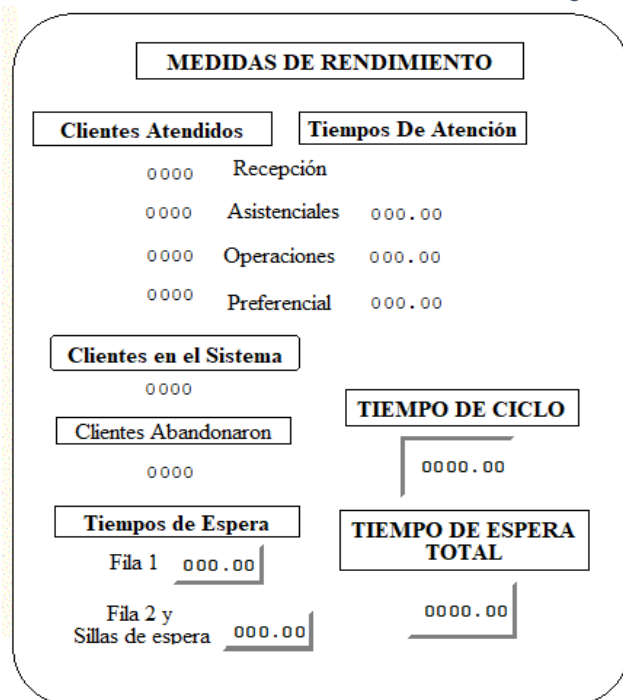 MEDIDAS DE RENDIMIENTO
Clientes Atendidos Tiempos De Atención
0000 Recepción
0000 Asistenciales 000.00
0000 Operaciones 000.00
0000 Preferencial 000.00
Clientes en el Sistema
0000
TIEMPO DE CICLO
Clientes Abandonaron
0000.00
0000
Tiempos de Espera
TIEMPO DE ESPERA
TOTAL
Fila 1 000.00
Fila 2 y
Sillas de espera 000.00
0000.00